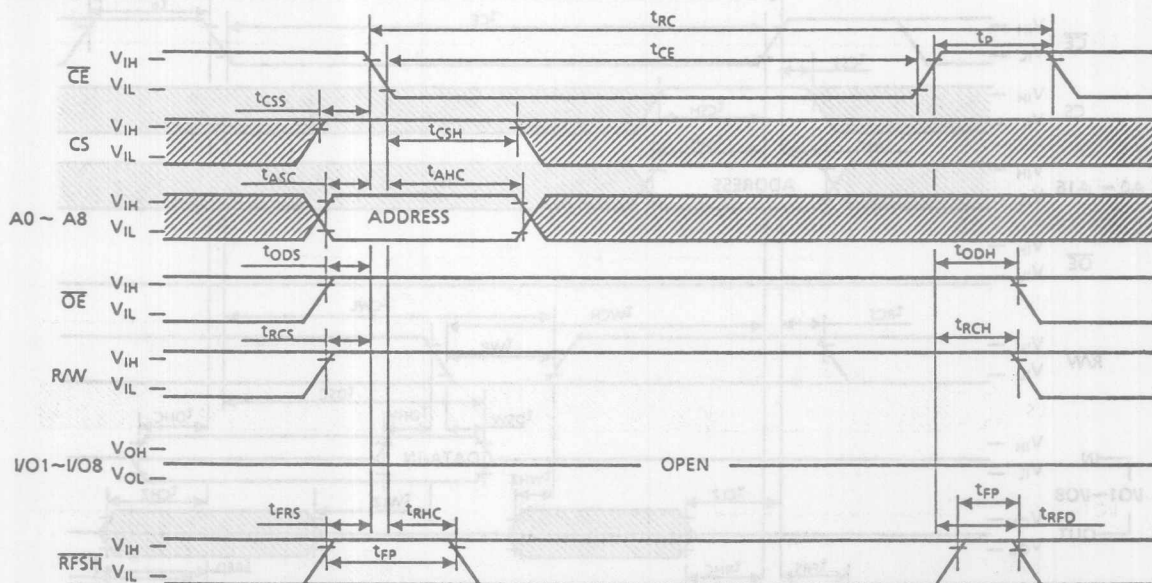 tRC
tCE
tP
CE
VIH
VIL
tCSS
tCSH
CS
VIH
VIL
tASC
tAHC
A0 ~ A8
VIH
VIL
ADDRESS
tODS
tODH
OE
VIH
VIL
tRCS
tRCH
R/W
VIH
VIL
I/O1~I/O8
VOH
VOL
OPEN
tFRS
tRHC
tFP
tRFD
RFSH
VIH
VIL
tFP